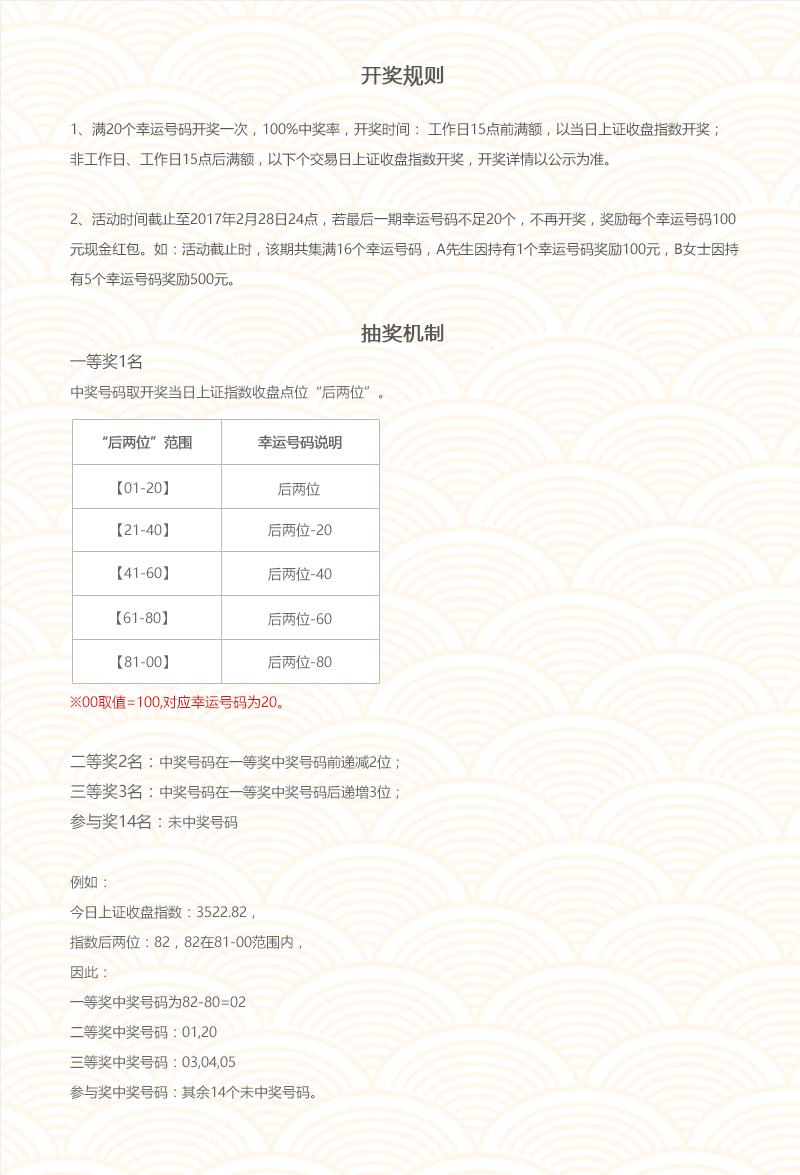 开奖规则
1、满20个幸运号码开奖一次，100%中奖率，开奖时间： 工作日15点前满额，以当日上证收盘指数开奖；
非工作日、工作日15点后满额，以下个交易日上证收盘指数开奖，开奖详情以公示为准。
2、活动时间截止至2017年2月28日24点，若最后一期幸运号码不足20个，不再开奖，奖励每个幸运号码100
元现金红包。如：活动截止时，该期共集满16个幸运号码，A先生因持有1个幸运号码奖励100元，B女士因持
有5个幸运号码奖励500元。
抽奖机制
一等奖1名
中奖号码取开奖当日上证指数收盘点位“后两位”。
“后两位”范围 幸运号码说明
【01-20】 后两位
【21-40】 后两位-20
【41-60】 后两位-40
【61-80】 后两位-60
【81-00】 后两位-80
※00取值=100,对应幸运号码为20。
二等奖2名：中奖号码在一等奖中奖号码前递减2位；
三等奖3名：中奖号码在一等奖中奖号码后递增3位；
参与奖14名：未中奖号码
例如：
今日上证收盘指数：3522.82，
指数后两位：82，82在81-00范围内，
因此：
一等奖中奖号码为82-80=02
二等奖中奖号码：01,20
三等奖中奖号码：03,04,05
参与奖中奖号码：其余14个未中奖号码。